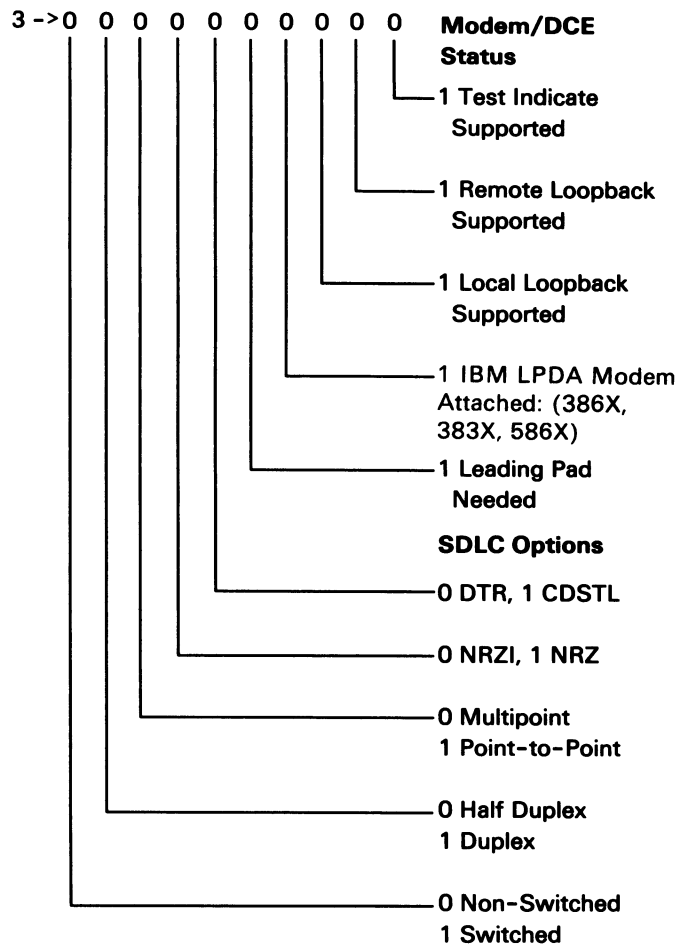 3 ->0 0 0 0 0 0 0 0 0 0
Modem/DCE
Status
1 Test Indicate
Supported
1 Remote Loopback
Supported
1 Local Loopback
Supported
1 IBM LPDA Modem
Attached: (386X,
383X, 586X)
1 Leading Pad
Needed
SDLC Options
0 DTR, 1 CDSTL
0 NRZI, 1 NRZ
0 Multipoint
1 Point-to-Point
0 Half Duplex
1 Duplex
0 Non-Switched
1 Switched